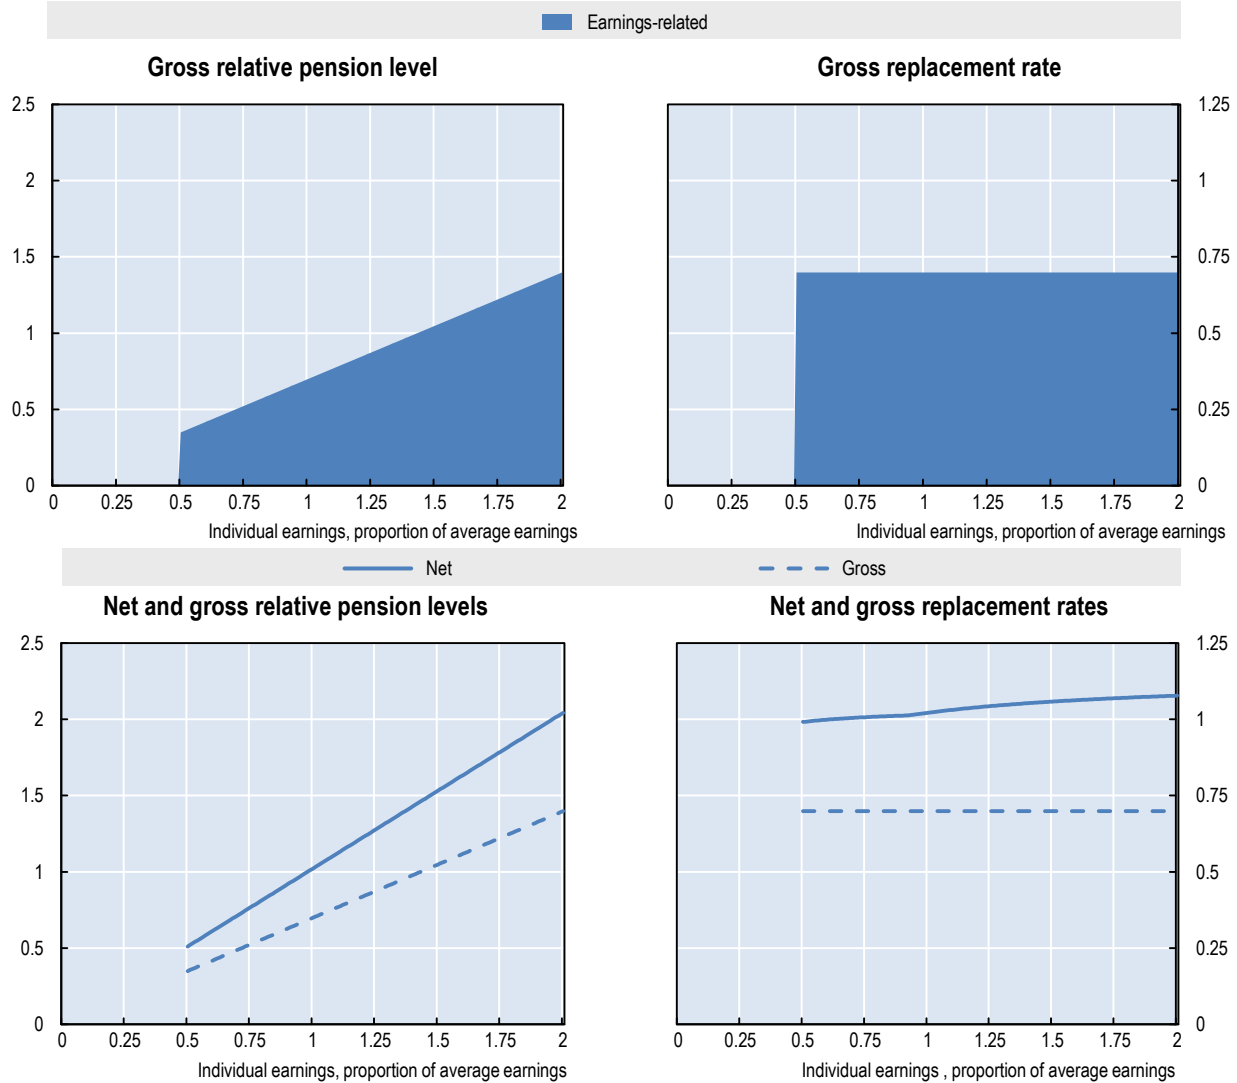 Earnings-related
Gross relative pension level
Gross replacement rate
2.5
2
1.5
1
0.5
0
0 0.25 0.5 0.75 1 1.25 1.5 1.75 2
Individual earnings, proportion of average earnings
1.25
1
0.75
0.5
0.25
0
0 0.25 0.5 0.75 1 1.25 1.5 1.75 2
Individual earnings, proportion of average earnings
Net Gross
Net and gross relative pension levels
Net and gross replacement rates
2.5
2
1.5
1
0.5
0
0 0.25 0.5 0.75 1 1.25 1.5 1.75 2
Individual earnings, proportion of average earnings
1.25
1
0.75
0.5
0.25
0
0 0.25 0.5 0.75 1 1.25 1.5 1.75 2
Individual earnings , proportion of average earnings